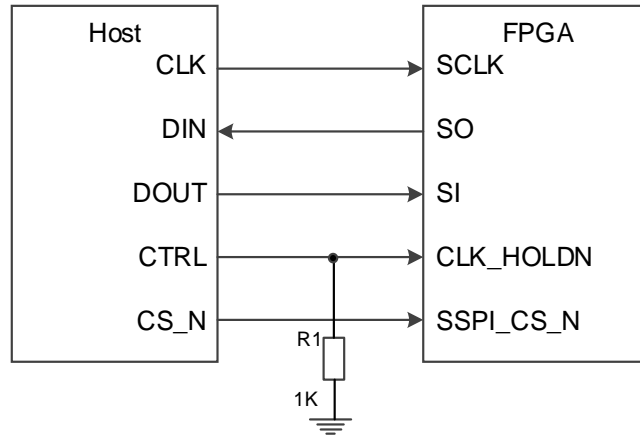 Host FPGA
CLK SCLK
DIN SO
DOUT SI
CTRL CLK_HOLDN
CS_N SSPI_CS_N
R1
1K